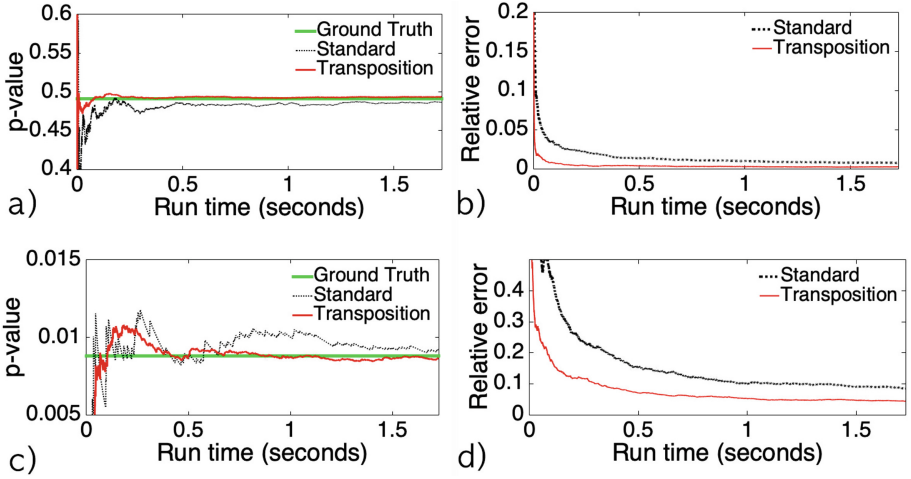 0.6
0.55
0.5
0.45
0.4
p-value
Ground Truth
Standard
Transposition
0 0.5 1 1.5
Run time (seconds)
a)
0.2
0.15
0.1
0.05
0
Relative error
Standard
Transposition
0 0.5 1 1.5
Run time (seconds)
b)
0.015
0.01
0.005
p-value
Ground Truth
Standard
Transposition
0 0.5 1 1.5
Run time (seconds)
c)
0.4
0.3
0.2
0.1
0
Relative error
Standard
Transposition
0 0.5 1 1.5
Run time (seconds)
d)